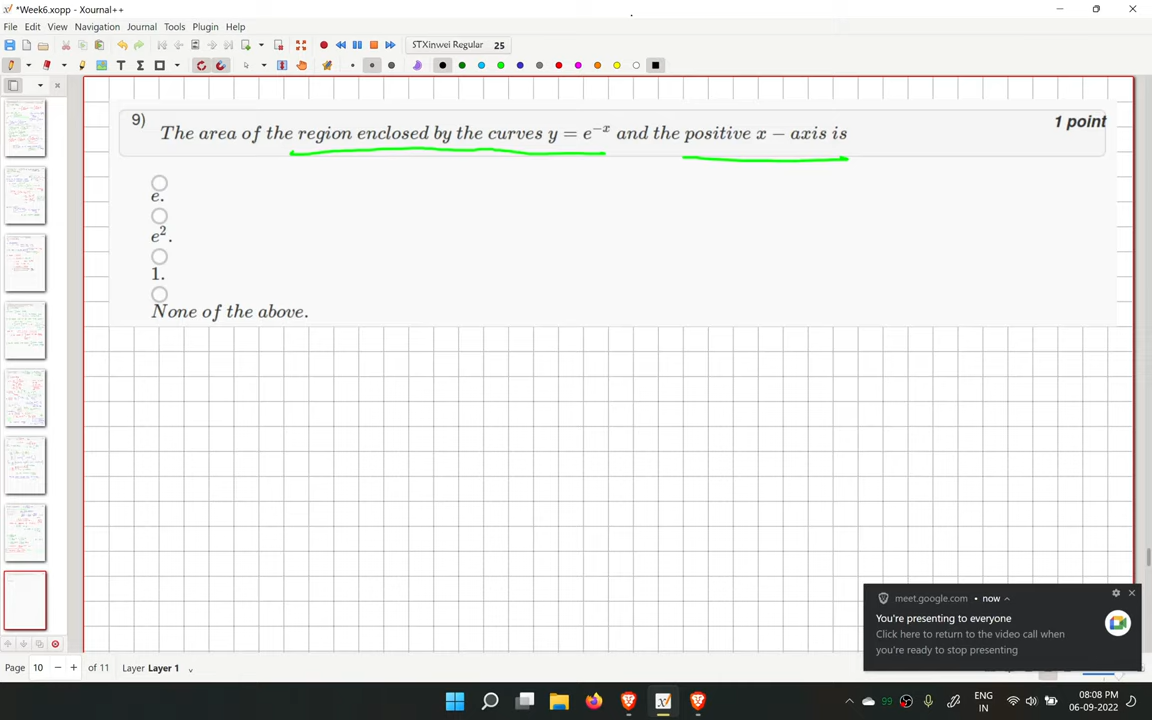 *Week6.xopp - Xournal++
File Edit View Navigation Journal Tools Plugin Help
STXinwei Regular 25
9) The area of the region enclosed by the curves y = e⁻ˣ and the positive x − axis is 1 point
e.
e².
1.
None of the above.
meet.google.com • now
You're presenting to everyone
Click here to return to the video call when
you're ready to stop presenting
Page 10 of 11 Layer Layer 1
99 ENG IN 08:08 PM 06-09-2022